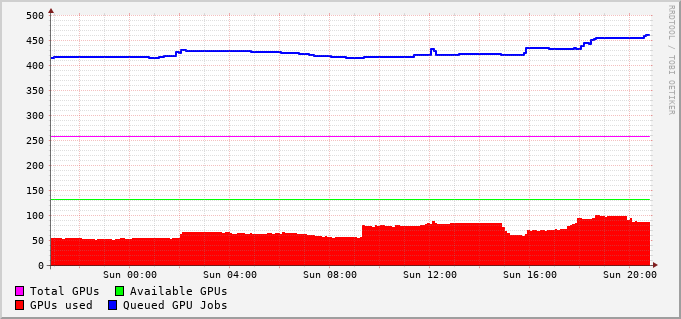 500
450
400
350
300
250
200
150
100
50
0
Sun 00:00 Sun 04:00 Sun 08:00 Sun 12:00 Sun 16:00 Sun 20:00
Total GPUs Available GPUs
GPUs used Queued GPU Jobs
RRDTOOL / TOBI OETIKER